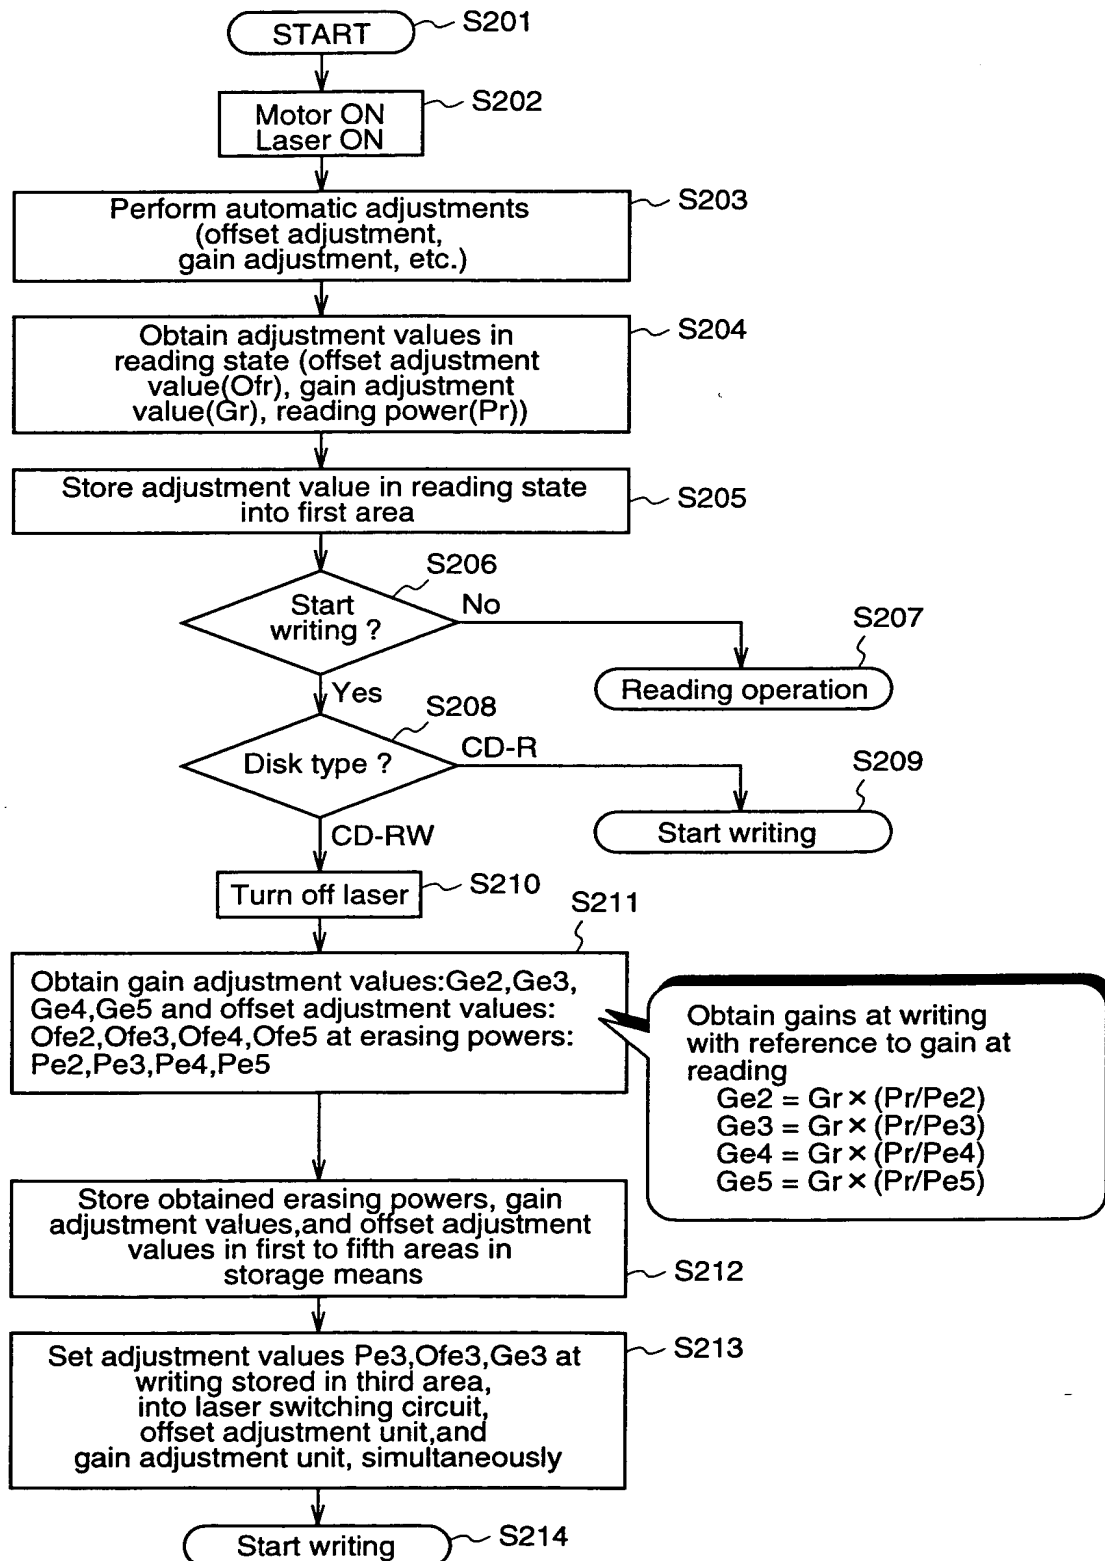 START
S201
Motor ON
Laser ON
S202
Perform automatic adjustments
(offset adjustment,
gain adjustment, etc.)
S203
Obtain adjustment values in
reading state (offset adjustment
value(Ofr), gain adjustment
value(Gr), reading power(Pr))
S204
Store adjustment value in reading state
into first area
S205
S206
Start
writing ?
No
S207
Reading operation
Yes
S208
Disk type ?
CD-R
S209
Start writing
CD-RW
Turn off laser
S210
S211
Obtain gain adjustment values:Ge2,Ge3,
Ge4,Ge5 and offset adjustment values:
Ofe2,Ofe3,Ofe4,Ofe5 at erasing powers:
Pe2,Pe3,Pe4,Pe5
Obtain gains at writing
with reference to gain at
reading
Ge2 = Gr × (Pr/Pe2)
Ge3 = Gr × (Pr/Pe3)
Ge4 = Gr × (Pr/Pe4)
Ge5 = Gr × (Pr/Pe5)
Store obtained erasing powers, gain
adjustment values,and offset adjustment
values in first to fifth areas in
storage means
S212
Set adjustment values Pe3,Ofe3,Ge3 at
writing stored in third area,
into laser switching circuit,
offset adjustment unit,and
gain adjustment unit, simultaneously
S213
Start writing
S214